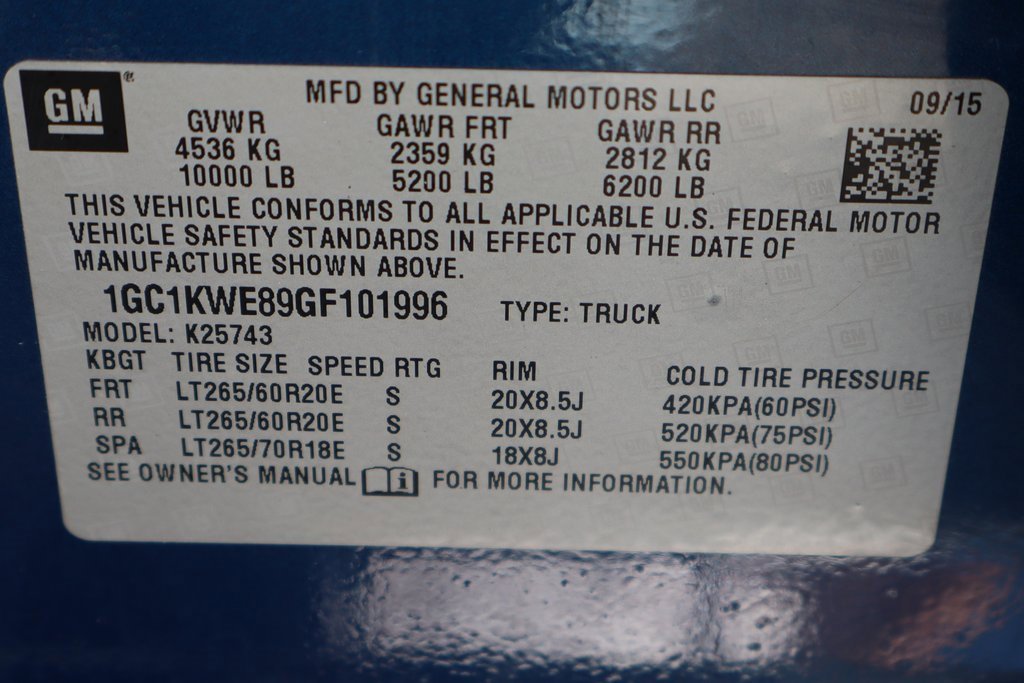 GM ®
MFD BY GENERAL MOTORS LLC 09/15
GVWR GAWR FRT GAWR RR
4536 KG 2359 KG 2812 KG
10000 LB 5200 LB 6200 LB
THIS VEHICLE CONFORMS TO ALL APPLICABLE U.S. FEDERAL MOTOR
VEHICLE SAFETY STANDARDS IN EFFECT ON THE DATE OF
MANUFACTURE SHOWN ABOVE.
1GC1KWE89GF101996 TYPE: TRUCK
MODEL: K25743
KBGT TIRE SIZE SPEED RTG RIM COLD TIRE PRESSURE
FRT LT265/60R20E S 20X8.5J 420KPA(60PSI)
RR LT265/60R20E S 20X8.5J 520KPA(75PSI)
SPA LT265/70R18E S 18X8J 550KPA(80PSI)
SEE OWNER'S MANUAL i FOR MORE INFORMATION.